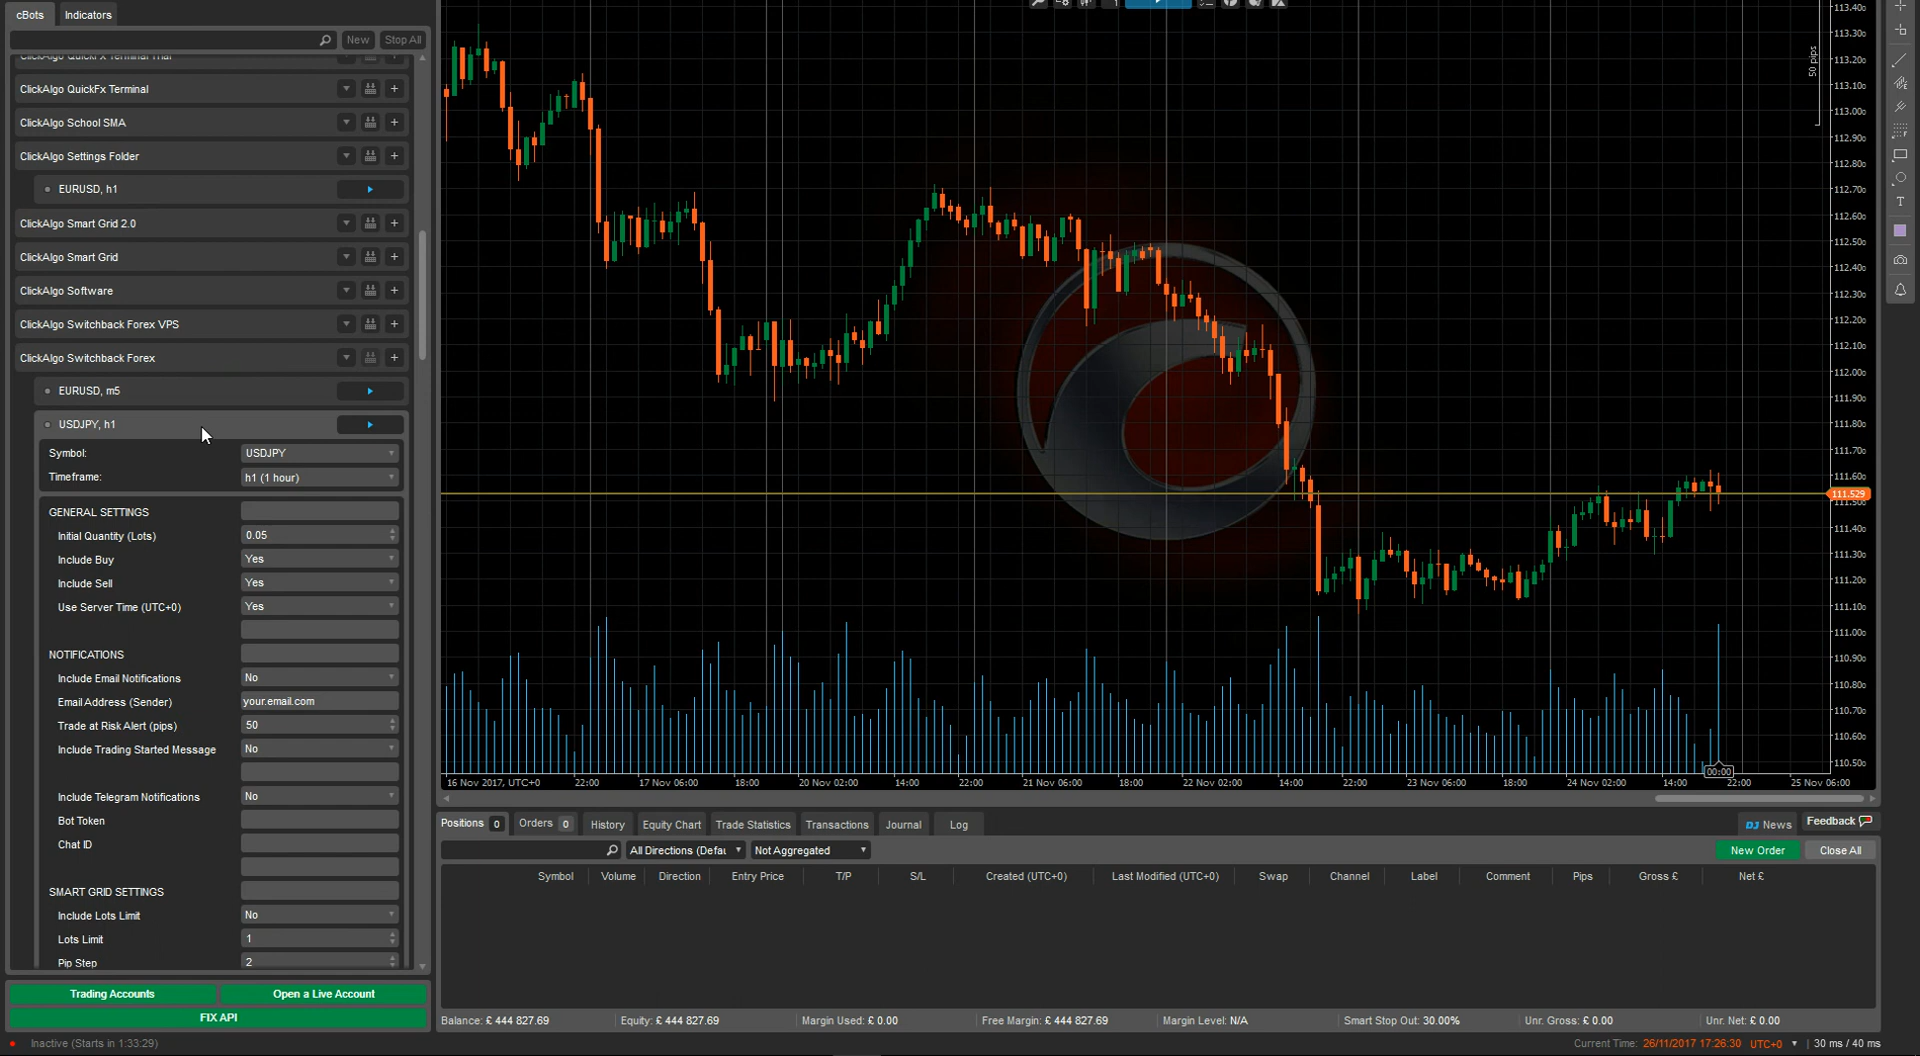 cBots Indicators
New Stop All
ClickAlgo QuickFX Terminal Trial
ClickAlgo QuickFx Terminal
ClickAlgo School SMA
ClickAlgo Settings Folder
EURUSD, h1
ClickAlgo Smart Grid 2.0
ClickAlgo Smart Grid
ClickAlgo Software
ClickAlgo Switchback Forex VPS
ClickAlgo Switchback Forex
EURUSD, m5
USDJPY, h1
Symbol: USDJPY
Timeframe: h1 (1 hour)
GENERAL SETTINGS
Initial Quantity (Lots) 0.05
Include Buy Yes
Include Sell Yes
Use Server Time (UTC+0) Yes
NOTIFICATIONS
Include Email Notifications No
Email Address (Sender) your.email.com
Trade at Risk Alert (pips) 50
Include Trading Started Message No
Include Telegram Notifications No
Bot Token
Chat ID
SMART GRID SETTINGS
Include Lots Limit No
Lots Limit 1
Pip Step 2
Trading Accounts Open a Live Account
FIX API
Inactive (Starts in 1:33:29)
50 pips
113.400
113.300
113.200
113.100
113.000
112.900
112.800
112.700
112.600
112.500
112.400
112.300
112.200
112.100
112.000
111.900
111.800
111.700
111.600
111.529
111.500
111.400
111.300
111.200
111.100
111.000
110.900
110.800
110.700
110.600
110.500
00:00
16 Nov 2017, UTC+0 22:00 17 Nov 06:00 18:00 20 Nov 02:00 14:00 22:00 21 Nov 06:00 18:00 22 Nov 02:00 14:00 22:00 23 Nov 06:00 18:00 24 Nov 02:00 14:00 22:00 25 Nov 06:00
Positions 0 Orders 0 History Equity Chart Trade Statistics Transactions Journal Log DJ News Feedback
All Directions (Defau Not Aggregated New Order Close All
Symbol Volume Direction Entry Price T/P S/L Created (UTC+0) Last Modified (UTC+0) Swap Channel Label Comment Pips Gross £ Net £
Balance: £ 444 827.69 Equity: £ 444 827.69 Margin Used: £ 0.00 Free Margin: £ 444 827.69 Margin Level: N/A Smart Stop Out: 30.00% Unr. Gross: £ 0.00 Unr. Net: £ 0.00
Current Time: 26/11/2017 17:26:30 UTC+0 30 ms / 40 ms